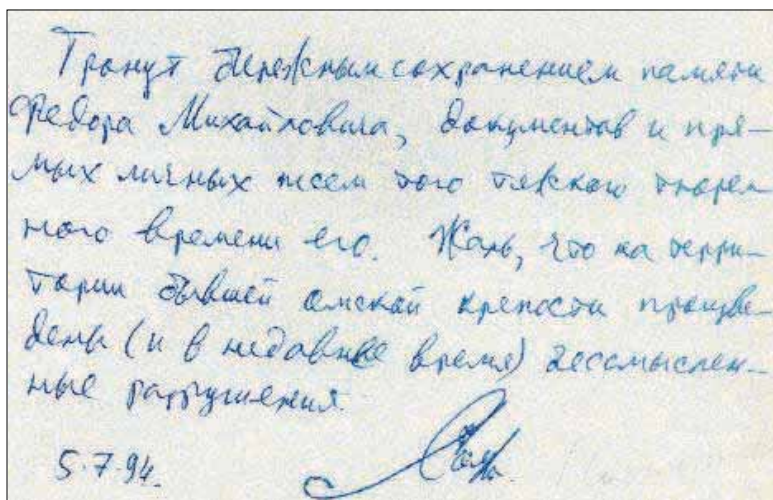 Тронут бережным сохранением памяти
Федора Михайловича, документов и пря-
мых личных писем того тяжкого тюрем-
ного времени его. Жаль, что на терри-
тории бывшей омской крепости произве-
дены (и в недавнее время) бессмыслен-
ные разрушения.
5.7.94.